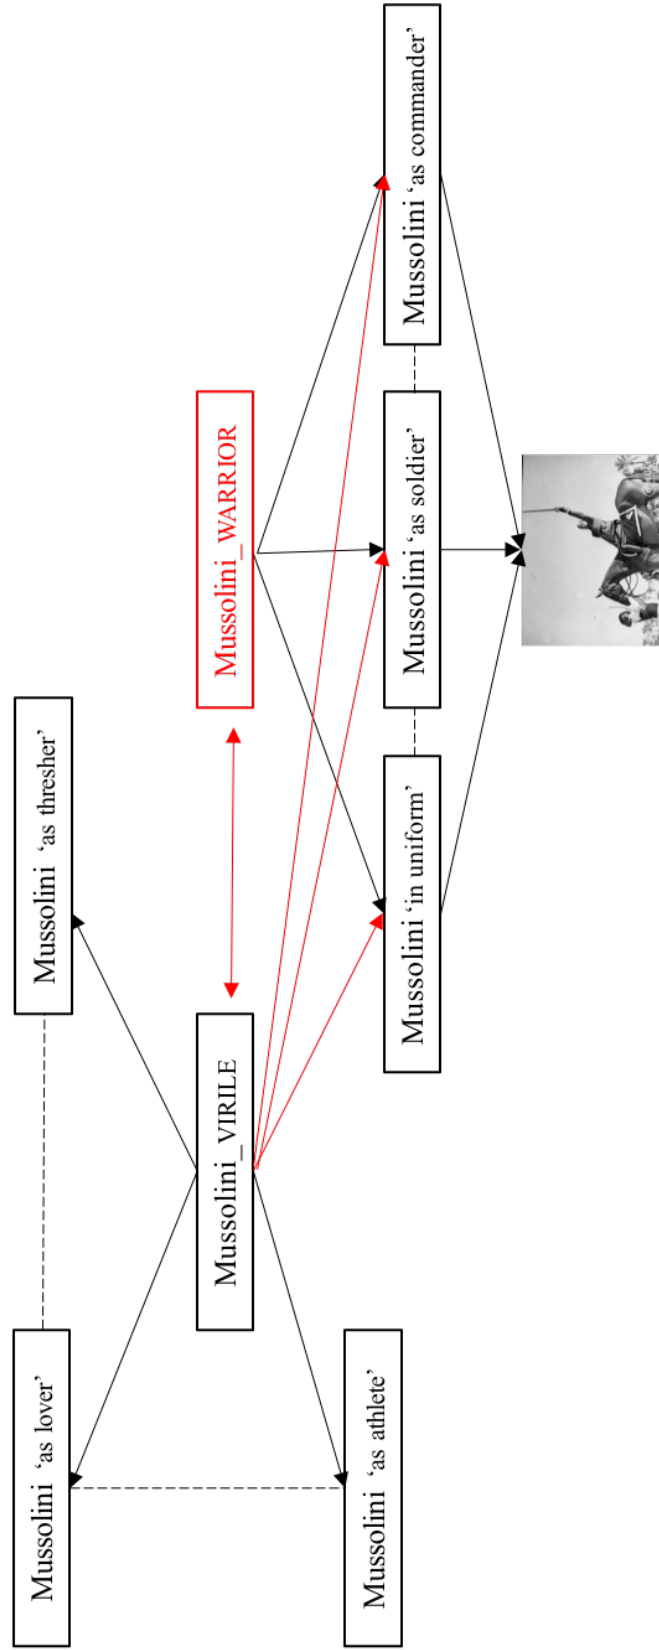 Mussolini ‘as lover’
Mussolini ‘as thresher’
Mussolini_VIRILE
Mussolini_WARRIOR
Mussolini ‘as athlete’
Mussolini ‘in uniform’
Mussolini ‘as soldier’
Mussolini ‘as commander’